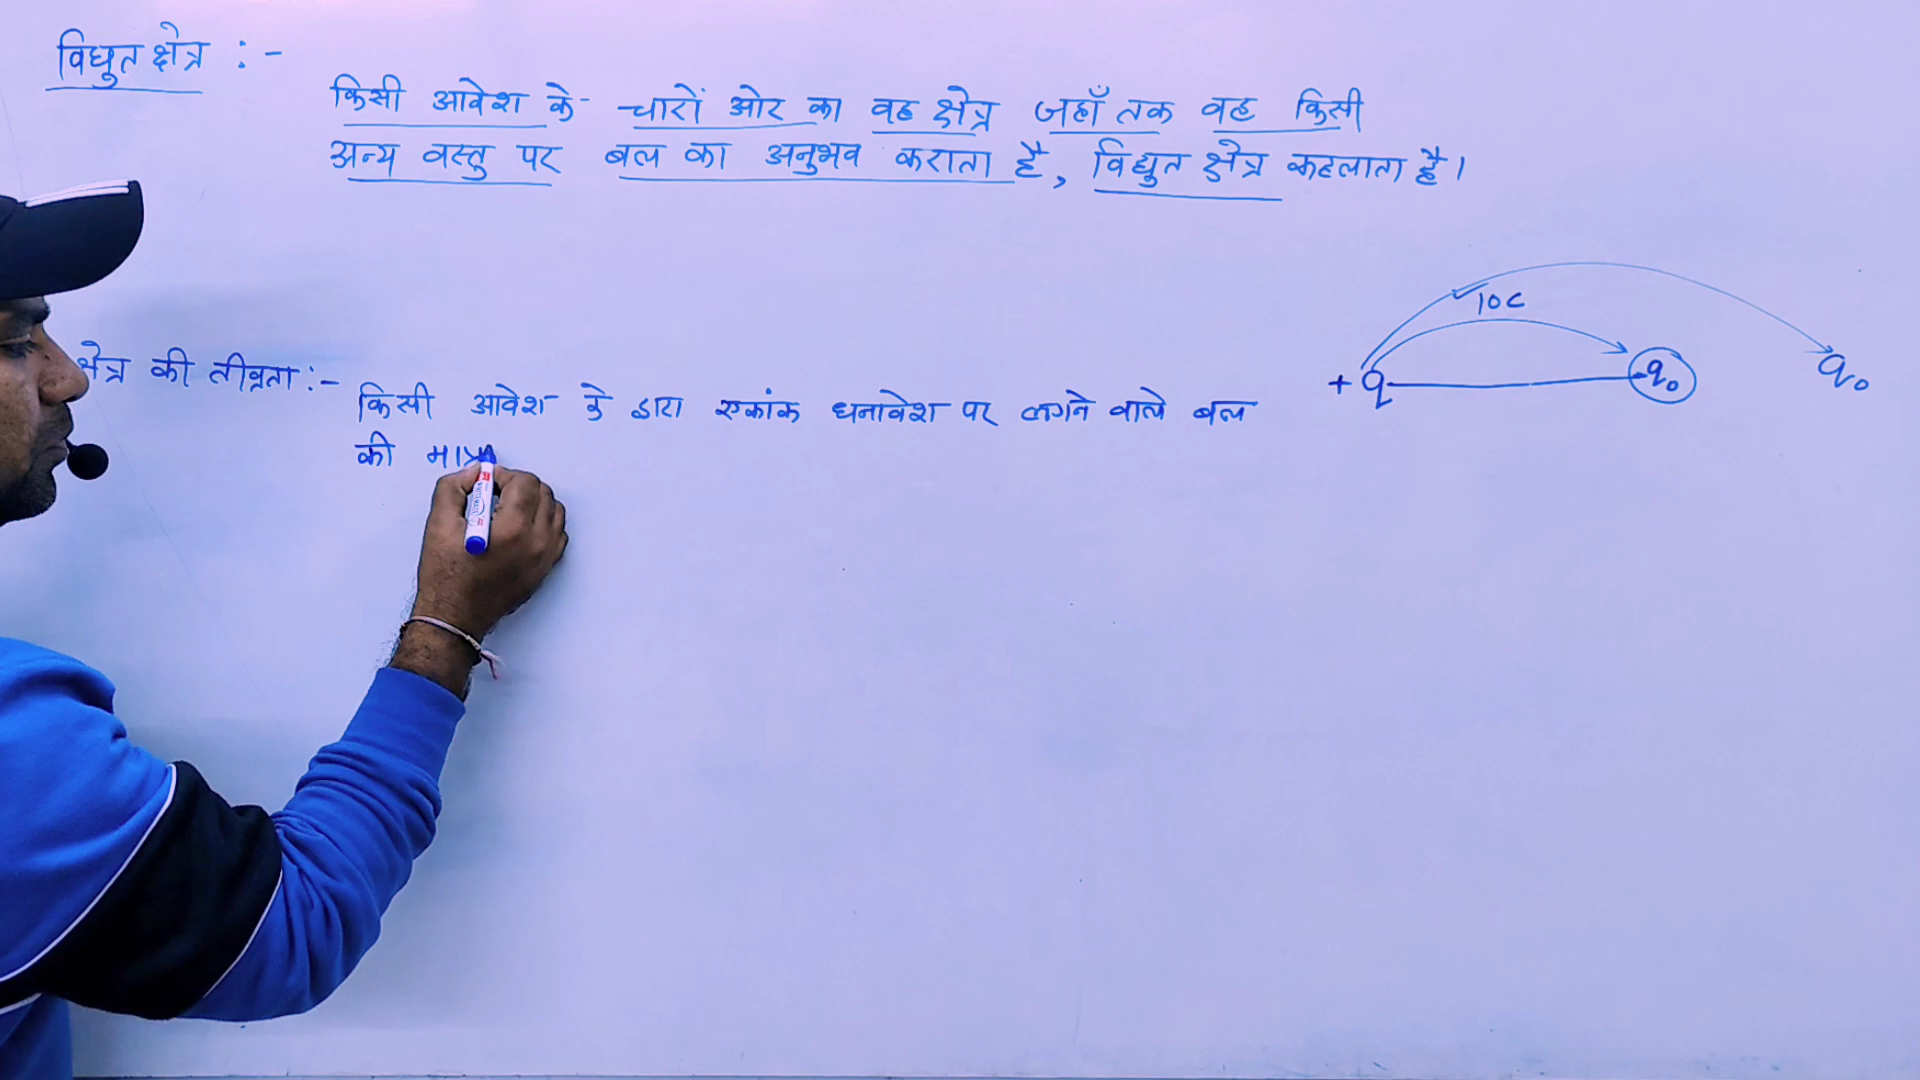 विद्युत क्षेत्र :-
किसी आवेश के चारों ओर का वह क्षेत्र जहाँ तक वह किसी
अन्य वस्तु पर बल का अनुभव कराता है, विद्युत क्षेत्र कहलाता है।
10C
+q
q₀
q₀
क्षेत्र की तीव्रता :-
किसी आवेश के द्वारा एकांक धनावेश पर लगने वाले बल
की मात्रा